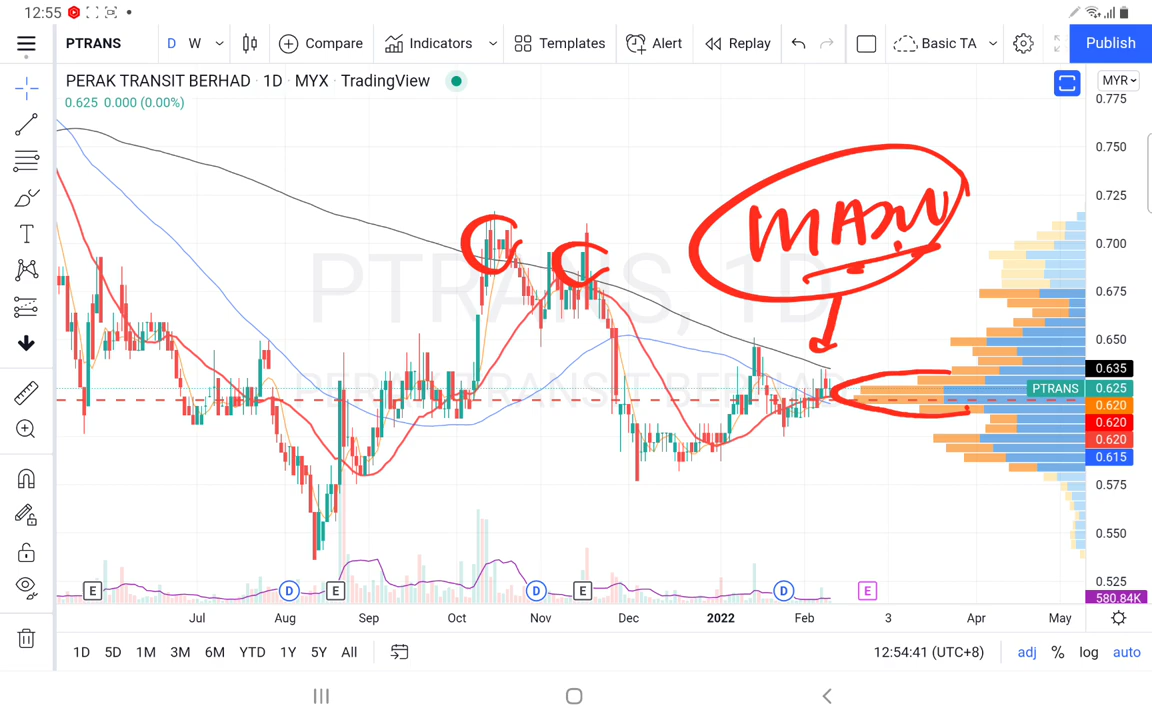 12:55
PTRANS D W Compare Indicators Templates Alert Replay Basic TA Publish
PERAK TRANSIT BERHAD · 1D · MYX · TradingView
MYR
0.625 0.000 (0.00%)
0.775
0.750
0.725
0.700
0.675
0.650
0.635
PTRANS 0.625
0.620
0.620
0.620
0.615
0.575
0.550
0.525
580.84K
PTRANS, 1D
E D E D E D E
Jul Aug Sep Oct Nov Dec 2022 Feb 3 Apr May
1D 5D 1M 3M 6M YTD 1Y 5Y All 12:54:41 (UTC+8) adj % log auto